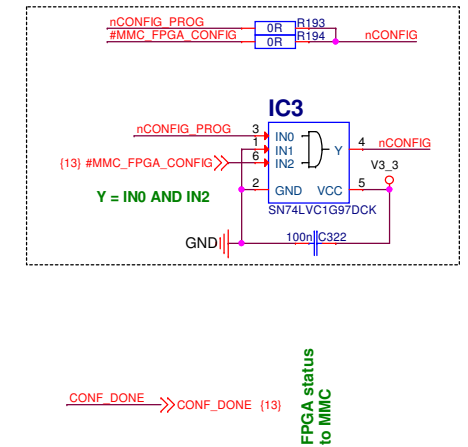 nCONFIG_PROG
0R R193
#MMC_FPGA_CONFIG
0R R194
nCONFIG
IC3
nCONFIG_PROG
3 IN0
1 IN1
6 IN2
Y 4 nCONFIG
{13} #MMC_FPGA_CONFIG
V3_3
2 GND VCC 5
Y = IN0 AND IN2
SN74LVC1G97DCK
100n C322
GND
CONF_DONE
CONF_DONE {13}
FPGA status
to MMC